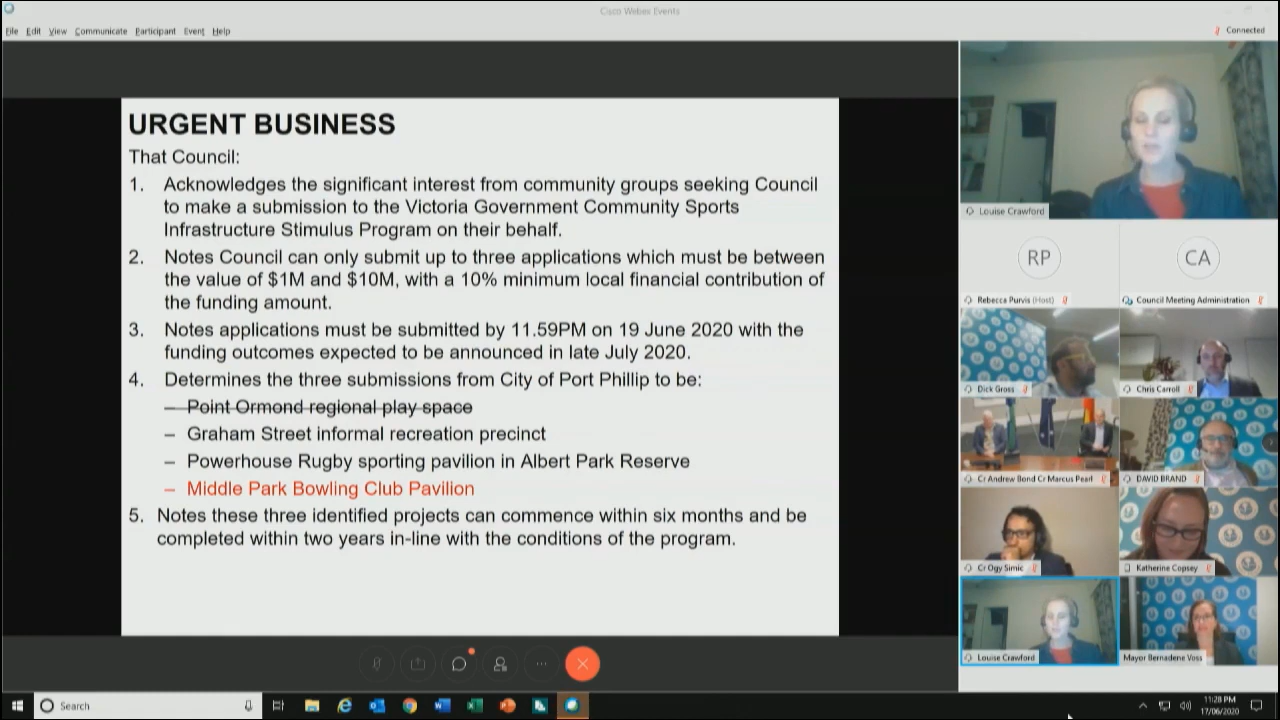 Cisco Webex Events
File Edit View Communicate Participant Event Help
Connected
URGENT BUSINESS
That Council:
1. Acknowledges the significant interest from community groups seeking Council
to make a submission to the Victoria Government Community Sports
Infrastructure Stimulus Program on their behalf.
2. Notes Council can only submit up to three applications which must be between
the value of $1M and $10M, with a 10% minimum local financial contribution of
the funding amount.
3. Notes applications must be submitted by 11.59PM on 19 June 2020 with the
funding outcomes expected to be announced in late July 2020.
4. Determines the three submissions from City of Port Phillip to be:
– Point Ormond regional play space
– Graham Street informal recreation precinct
– Powerhouse Rugby sporting pavilion in Albert Park Reserve
– Middle Park Bowling Club Pavilion
5. Notes these three identified projects can commence within six months and be
completed within two years in-line with the conditions of the program.
Louise Crawford
RP
CA
Rebecca Purvis (Host)
Council Meeting Administration
Dick Gross
Chris Carroll
Cr Andrew Bond Cr Marcus Pearl
DAVID BRAND
Cr Ogy Simic
Katherine Copsey
Louise Crawford
Mayor Bernadene Voss
Search
11:28 PM
17/06/2020